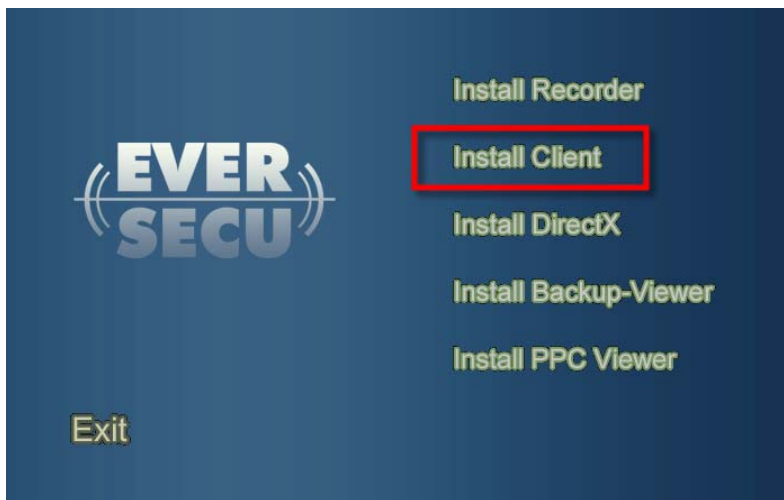 EVER
SECU
Install Recorder
Install Client
Install DirectX
Install Backup-Viewer
Install PPC Viewer
Exit